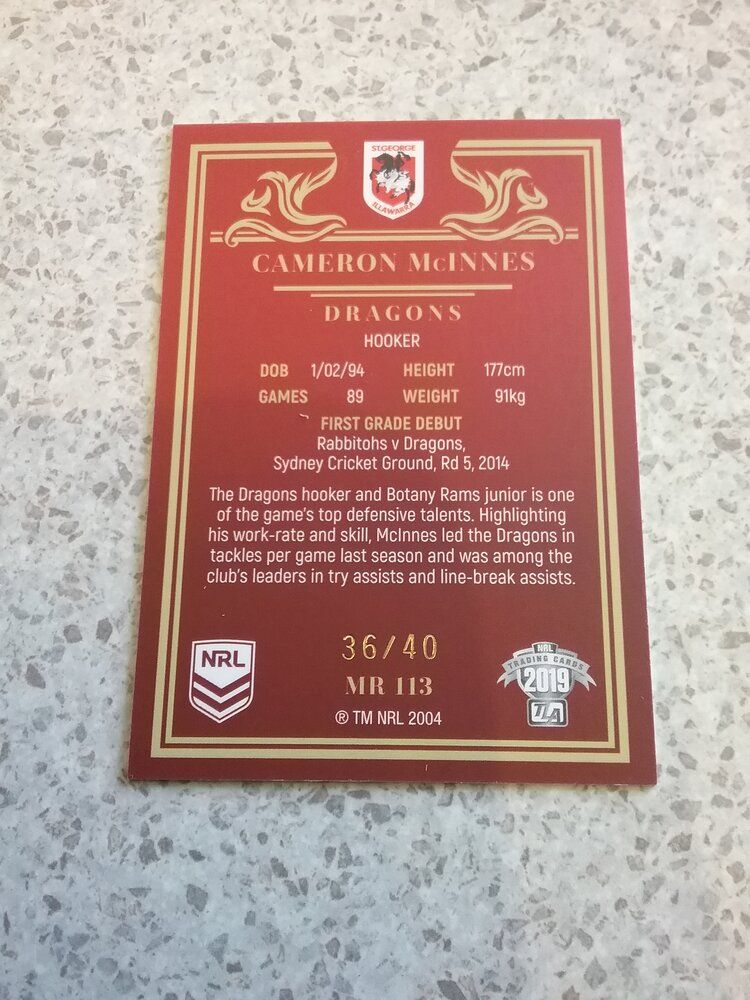 ST.GEORGE
ILLAWARRA
CAMERON McINNES
DRAGONS
HOOKER
DOB 1/02/94 HEIGHT 177cm
GAMES 89 WEIGHT 91kg
FIRST GRADE DEBUT
Rabbitohs v Dragons,
Sydney Cricket Ground, Rd 5, 2014
The Dragons hooker and Botany Rams junior is one
of the game's top defensive talents. Highlighting
his work-rate and skill, McInnes led the Dragons in
tackles per game last season and was among the
club's leaders in try assists and line-break assists.
36/40
MR 113
® TM NRL 2004
NRL
NRL
TRADING CARDS
2019